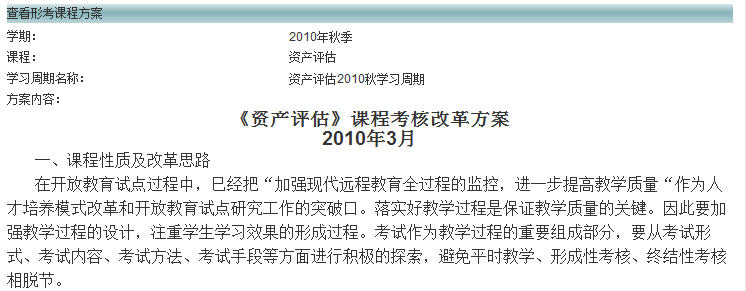 查看形考课程方案
学期： 2010年秋季
课程： 资产评估
学习周期名称： 资产评估2010秋学习周期
方案内容：
《资产评估》课程考核改革方案
2010年3月
一、课程性质及改革思路
在开放教育试点过程中，巳经把“加强现代远程教育全过程的监控，进一步提高教学质量“作为人
才培养模式改革和开放教育试点研究工作的突破口。落实好教学过程是保证教学质量的关键。因此要加
强教学过程的设计，注重学生学习效果的形成过程。考试作为教学过程的重要组成部分，要从考试形
式、考试内容、考试方法、考试手段等方面进行积极的探索，避免平时教学、形成性考核、终结性考核
相脱节。